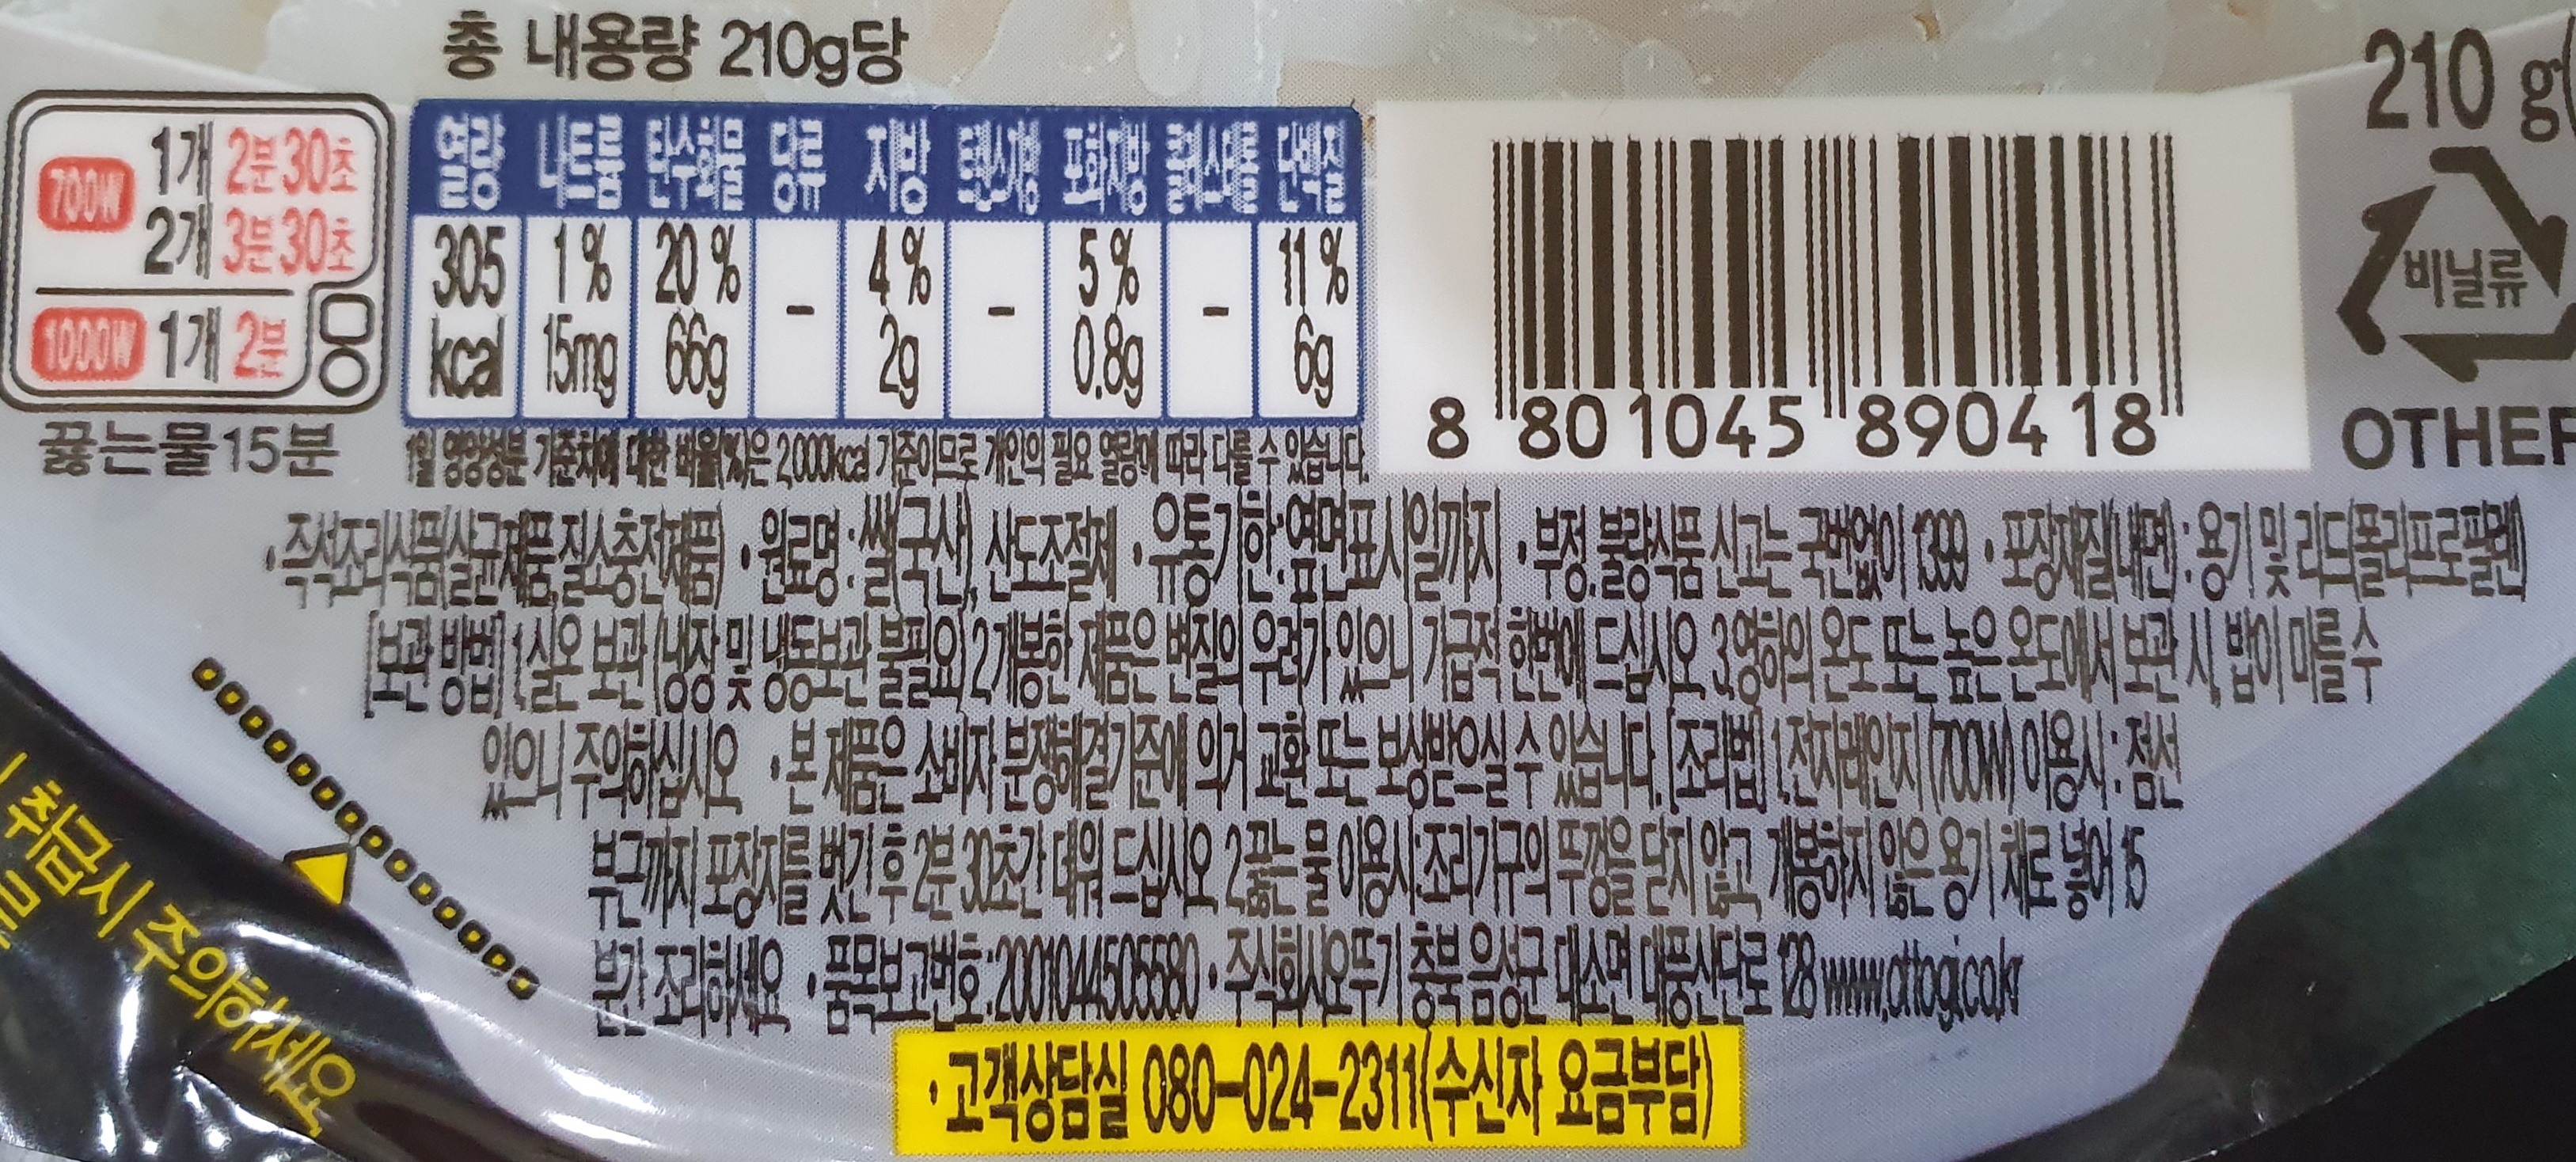 총 내용량 210g당
210 g(
700W 1개 2분30초
2개 3분30초
1000W 1개 2분
끓는물15분
열량 나트륨 탄수화물 당류 지방 트랜스지방 포화지방 콜레스테롤 단백질
305 1 % 20 % - 4 % - 5 % - 11 %
kcal 15mg 66g 2g 0.8g 6g
1일 영양성분 기준치에 대한 비율(%)은 2,000kcal 기준이므로 개인의 필요 열량에 따라 다를 수 있습니다.
8 801045 890418
비닐류
OTHER
·즉석조리식품(살균제품,질소충전제품) ·원료명:쌀(국산), 산도조절제 ·유통기한:옆면표시일까지 ·부정.불량식품 신고는 국번없이 1399 ·포장재질(내면):용기 및 리드(폴리프로필렌)
[보관 방법] 1.실온 보관(냉장 및 냉동보관 불필요) 2.개봉한 제품은 변질의 우려가 있으니 가급적 한번에 드십시오. 3.영하의 온도 또는 높은 온도에서 보관 시, 밥이 마를 수
있으니 주의하십시오. ·본 제품은 소비자 분쟁해결기준에 의거 교환 또는 보상받으실 수 있습니다. [조리법] 1.전자레인지(700W) 이용시:점선
부근까지 포장지를 벗긴 후 2분 30초간 데워 드십시오. 2.끓는 물 이용시:조리기구의 뚜껑을 닫지 않고, 개봉하지 않은 용기 채로 넣어 15
분간 조리하세요. ·품목보고번호:2001044505580 ·주식회사오뚜기 충북 음성군 대소면 대풍산단로 128 www.ottogi.co.kr
·고객상담실 080-024-2311(수신자 요금부담)
취급시 주의하세요